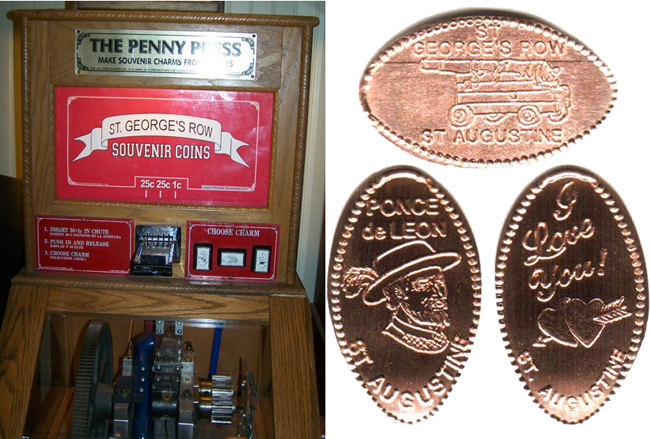 THE PENNY PRESS
MAKE SOUVENIR CHARMS FROM
ST. GEORGE'S ROW
SOUVENIR COINS
25c 25c 1c
1. INSERT 50+1c IN CHUTE
2. PUSH IN AND RELEASE
3. CHOOSE CHARM
CHOOSE CHARM
ST
GEORGE'S ROW
ST AUGUSTINE
PONCE
de LEON
ST AUGUSTINE
I
Love
You!
ST AUGUSTINE